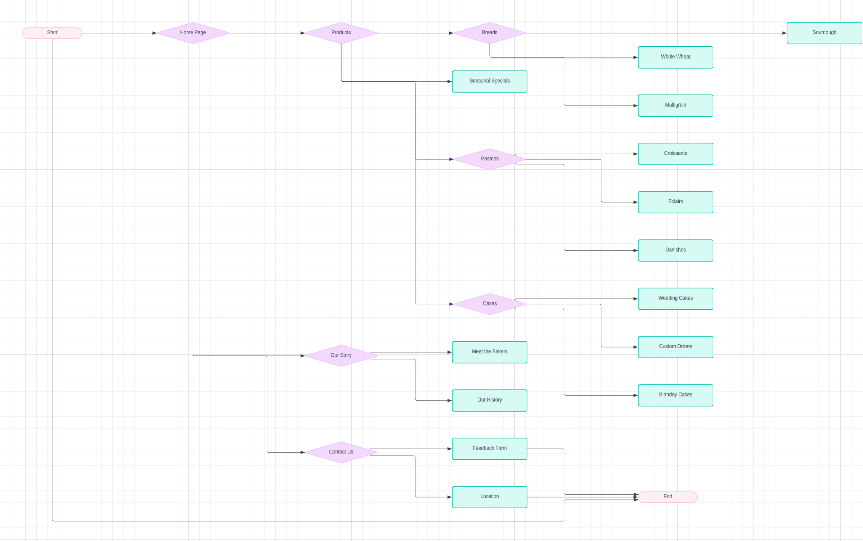 Start
Home Page
Products
Breads
Sourdough
Whole Wheat
Seasonal Specials
Multigrain
Croissants
Pastries
Eclairs
Danishes
Wedding Cakes
Cakes
Custom Orders
Meet the Bakers
Our Story
Birthday Cakes
Our History
Feedback Form
Contact Us
Location
End